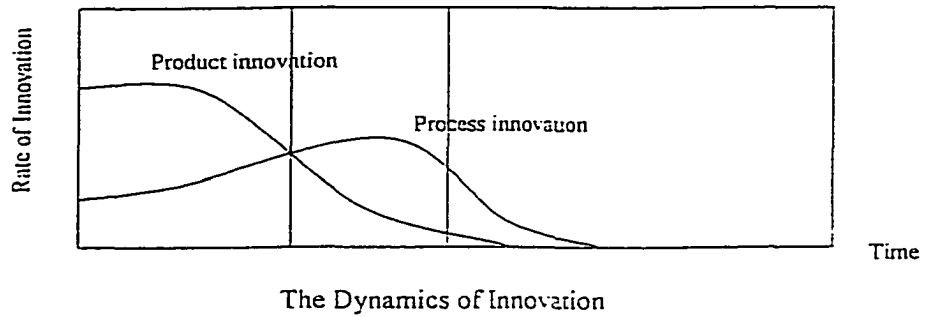 Rate of Innovation
Product innovation
Process innovation
Time
The Dynamics of Innovation